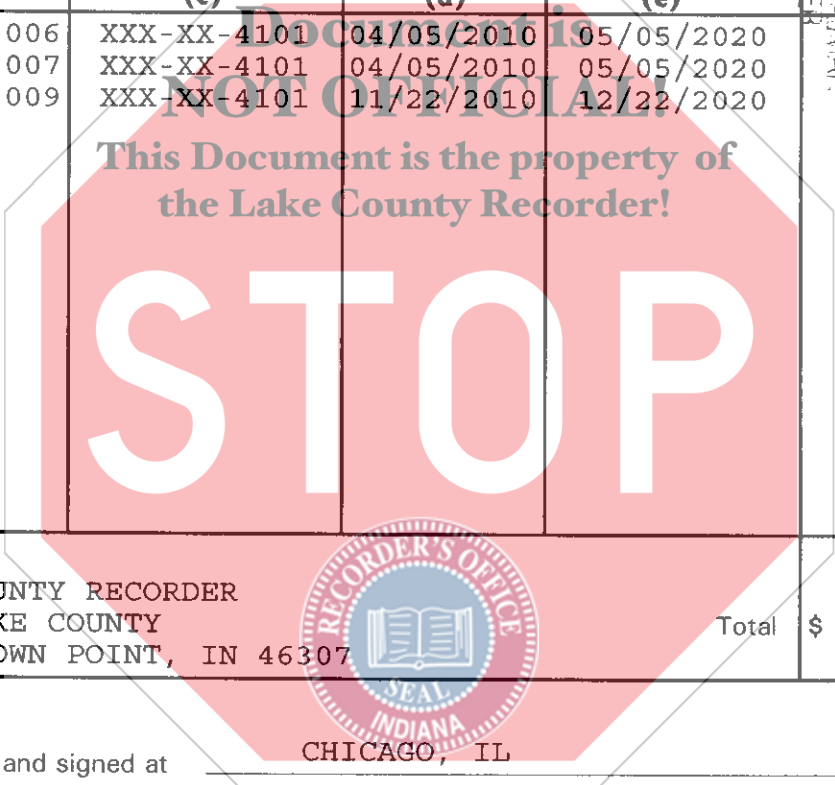 (c) (d) (e)
Document is
006 XXX-XX-4101 04/05/2010 05/05/2020
007 XXX-XX-4101 04/05/2010 05/05/2020
NOT OFFICIAL!
009 XXX-XX-4101 11/22/2010 12/22/2020
This Document is the property of
the Lake County Recorder!
STOP
RECORDER'S OFFICE
SEAL
INDIANA
UNTY RECORDER
KE COUNTY
Total $
OWN POINT, IN 46307
and signed at CHICAGO, IL